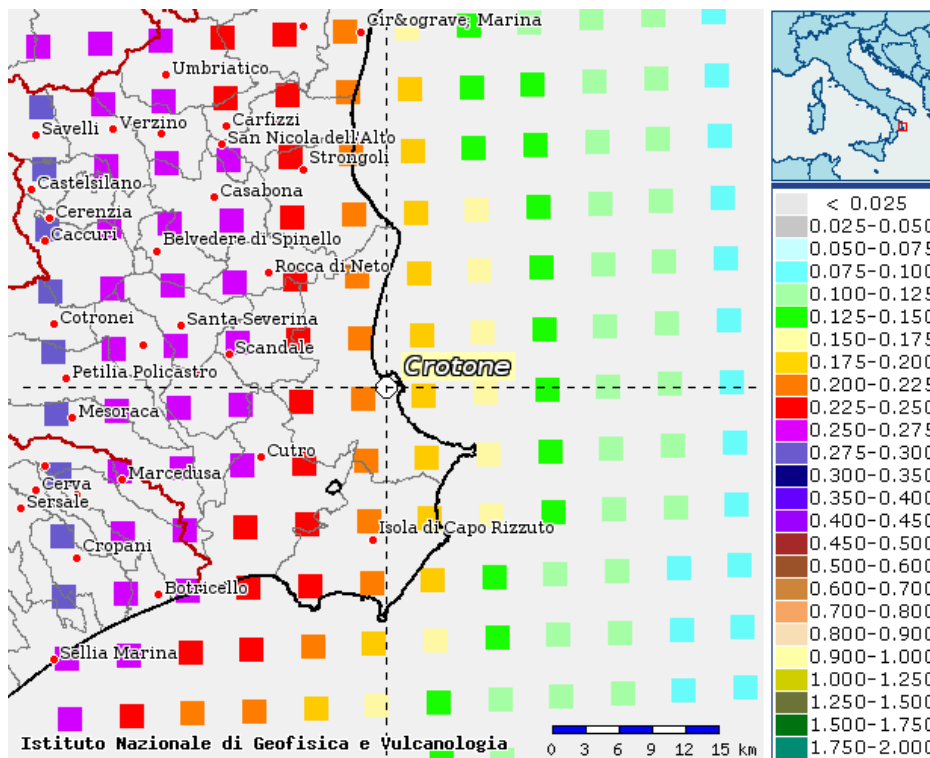 Cir&ograve; Marina
Umbriatico
Savelli
Verzino
Carfizzi
San Nicola dell'Alto
Strongoli
Castelsilano
Casabona
Cerenzia
Caccuri
Belvedere di Spinello
Rocca di Neto
Cotronei
Santa Severina
Scandale
Crotone
Petilia Policastro
Mesoraca
Cutro
Marcedusa
Cerva
Sersale
Isola di Capo Rizzuto
Cropani
Botricello
Sellia Marina
Istituto Nazionale di Geofisica e Vulcanologia
0 3 6 9 12 15 km
< 0.025
0.025-0.050
0.050-0.075
0.075-0.100
0.100-0.125
0.125-0.150
0.150-0.175
0.175-0.200
0.200-0.225
0.225-0.250
0.250-0.275
0.275-0.300
0.300-0.350
0.350-0.400
0.400-0.450
0.450-0.500
0.500-0.600
0.600-0.700
0.700-0.800
0.800-0.900
0.900-1.000
1.000-1.250
1.250-1.500
1.500-1.750
1.750-2.000